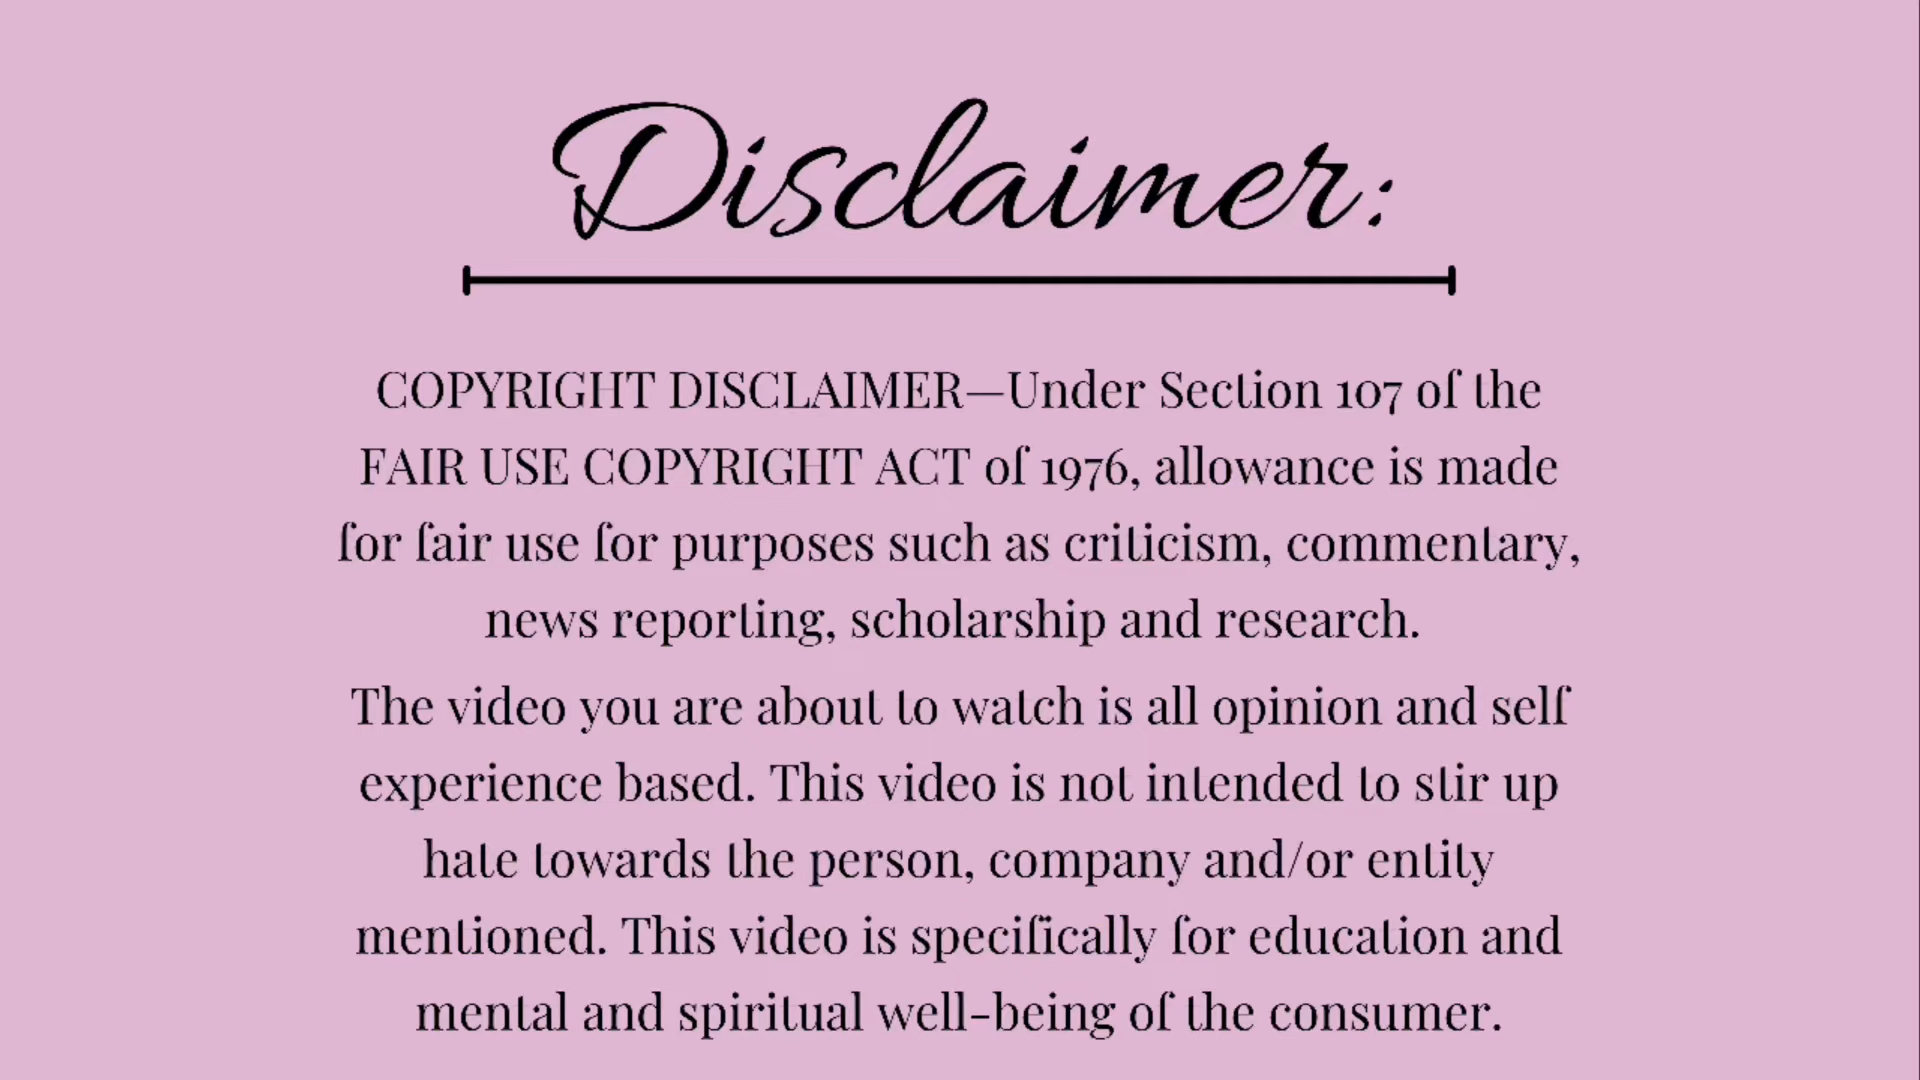 Disclaimer:
COPYRIGHT DISCLAIMER—Under Section 107 of the
FAIR USE COPYRIGHT ACT of 1976, allowance is made
for fair use for purposes such as criticism, commentary,
news reporting, scholarship and research.
The video you are about to watch is all opinion and self
experience based. This video is not intended to stir up
hate towards the person, company and/or entity
mentioned. This video is specifically for education and
mental and spiritual well-being of the consumer.